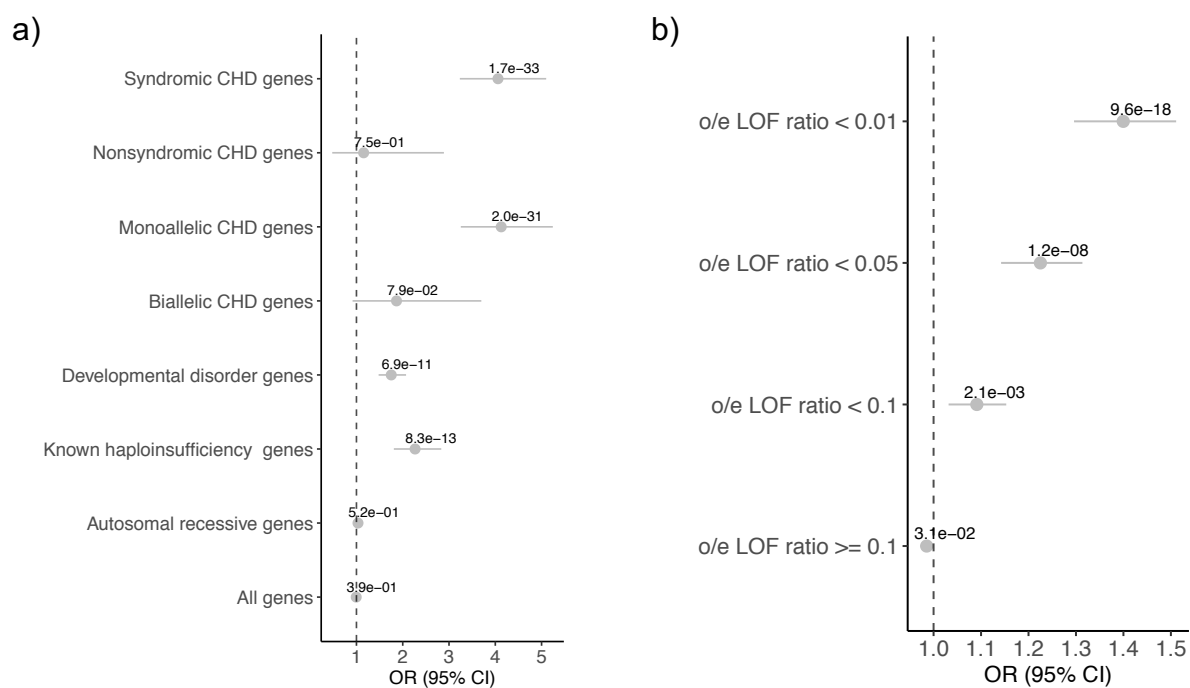 a)
Syndromic CHD genes
1.7e−33
Nonsyndromic CHD genes
7.5e−01
Monoallelic CHD genes
2.0e−31
Biallelic CHD genes
7.9e−02
Developmental disorder genes
6.9e−11
Known haploinsufficiency  genes
8.3e−13
Autosomal recessive genes
5.2e−01
All genes
3.9e−01
1 2 3 4 5
OR (95% CI)
b)
o/e LOF ratio < 0.01
9.6e−18
o/e LOF ratio < 0.05
1.2e−08
o/e LOF ratio < 0.1
2.1e−03
o/e LOF ratio >= 0.1
3.1e−02
1.0 1.1 1.2 1.3 1.4 1.5
OR (95% CI)